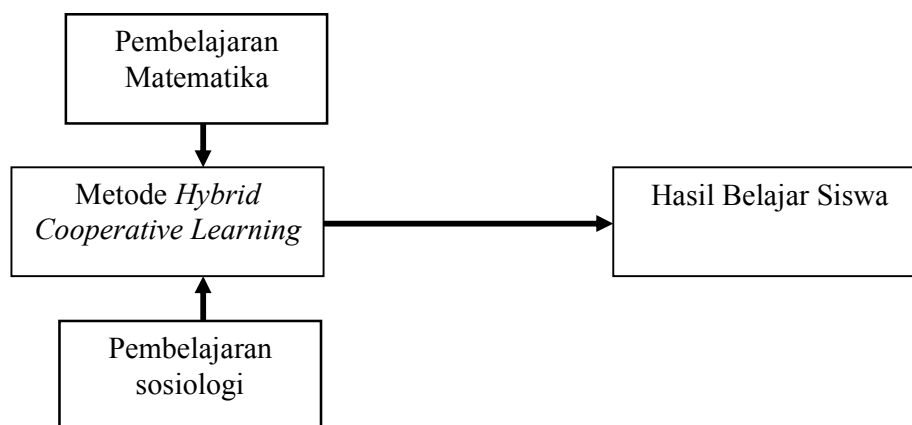 Pembelajaran
Matematika
Metode Hybrid
Cooperative Learning
Hasil Belajar Siswa
Pembelajaran
sosiologi